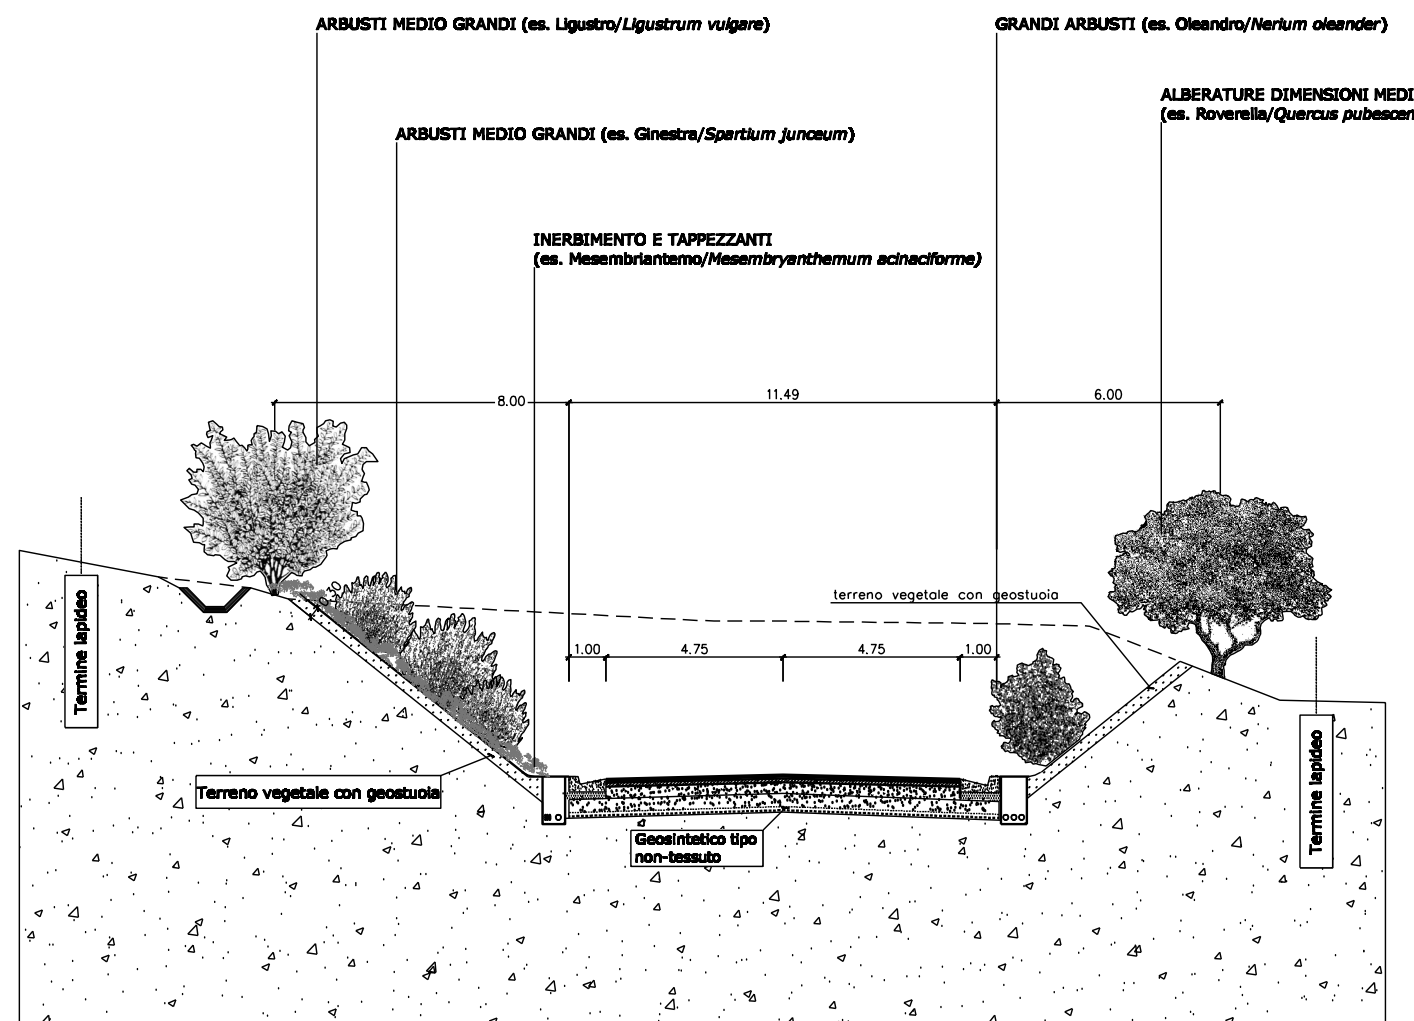 ARBUSTI MEDIO GRANDI (es. Ligustro/Ligustrum vulgare)
GRANDI ARBUSTI (es. Oleandro/Nerium oleander)
ALBERATURE DIMENSIONI MEDI
(es. Roverella/Quercus pubescen
ARBUSTI MEDIO GRANDI (es. Ginestra/Spartium junceum)
INERBIMENTO E TAPPEZZANTI
(es. Mesembriantemo/Mesembryanthemum acinaciforme)
8.00
11.49
6.00
terreno vegetale con geostuoia
1.00
4.75
4.75
1.00
Termine lapideo
Termine lapideo
Terreno vegetale con geostuoia
Geosintetico tipo
non-tessuto